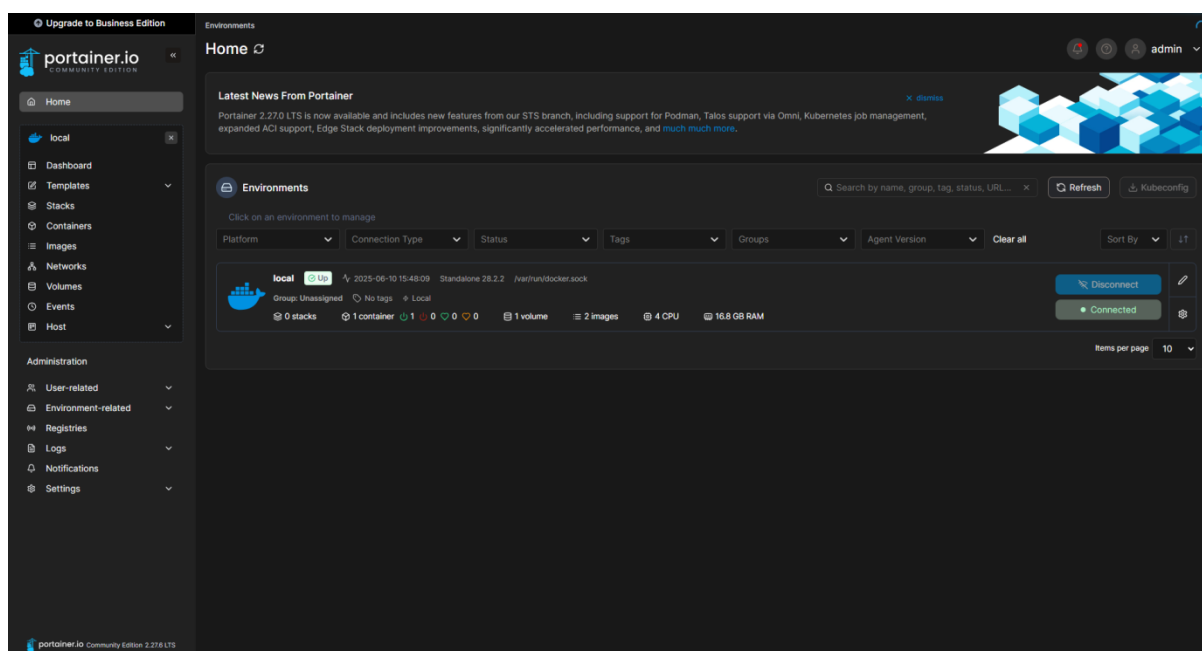 Upgrade to Business Edition
portainer.io
COMMUNITY EDITION
Home
local
Dashboard
Templates
Stacks
Containers
Images
Networks
Volumes
Events
Host
Administration
User-related
Environment-related
Registries
Logs
Notifications
Settings
portainer.io Community Edition 2.27.6 LTS
Environments
Home
admin
Latest News From Portainer
dismiss
Portainer 2.27.0 LTS is now available and includes new features from our STS branch, including support for Podman, Talos support via Omni, Kubernetes job management,
expanded ACI support, Edge Stack deployment improvements, significantly accelerated performance, and much much more.
Environments
Search by name, group, tag, status, URL...
Refresh
Kubeconfig
Click on an environment to manage
Platform Connection Type Status Tags Groups Agent Version Clear all Sort By
local Up 2025-06-10 15:48:09 Standalone 28.2.2 /var/run/docker.sock
Group: Unassigned No tags Local
0 stacks 1 container 1 0 0 0 1 volume 2 images 4 CPU 16.8 GB RAM
Disconnect
Connected
Items per page 10